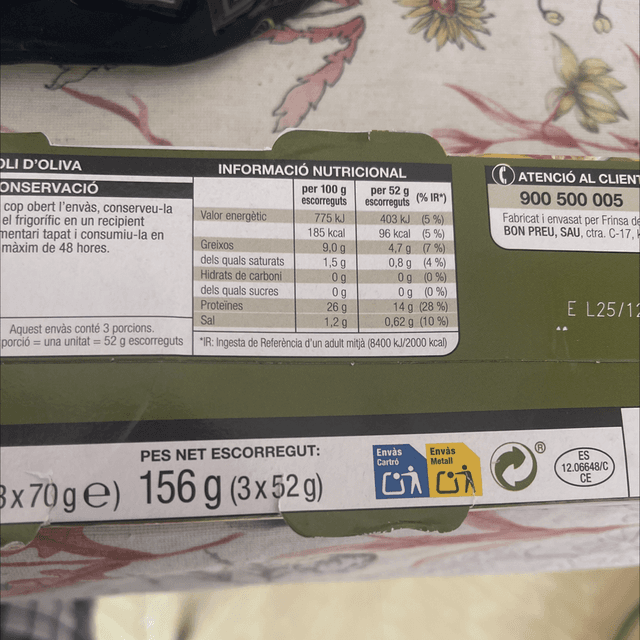 OLI D'OLIVA
ONSERVACIÓ
cop obert l'envàs, conserveu-la
el frigorífic en un recipient
mentari tapat i consumiu-la en
màxim de 48 hores.
Aquest envàs conté 3 porcions.
porció = una unitat = 52 g escorreguts
INFORMACIÓ NUTRICIONAL
per 100 g escorreguts per 52 g escorreguts (% IR*)
Valor energètic 775 kJ 403 kJ (5 %)
185 kcal 96 kcal (5 %)
Greixos 9,0 g 4,7 g (7 %)
dels quals saturats 1,5 g 0,8 g (4 %)
Hidrats de carboni 0 g 0 g (0 %)
dels quals sucres 0 g 0 g (0 %)
Proteïnes 26 g 14 g (28 %)
Sal 1,2 g 0,62 g (10 %)
*IR: Ingesta de Referència d'un adult mitjà (8400 kJ/2000 kcal)
ATENCIÓ AL CLIENT
900 500 005
Fabricat i envasat per Frinsa de
BON PREU, SAU, ctra. C-17,
E L25/12
PES NET ESCORREGUT:
3x70g e) 156 g (3x52 g)
Envàs
Cartró
Envàs
Metall
®
ES
12.06648/C
CE